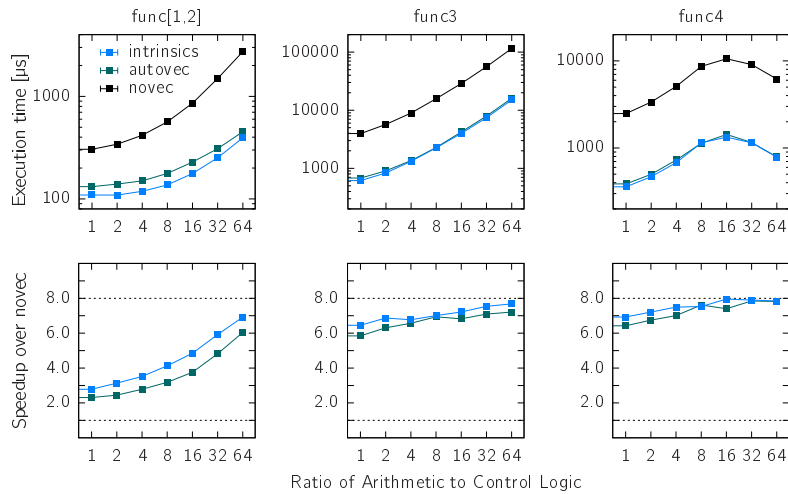 func[1,2] func3 func4
Execution time [µs]
intrinsics
autovec
novec
1000
100
1 2 4 8 16 32 64
100000
10000
1000
1 2 4 8 16 32 64
10000
1000
1 2 4 8 16 32 64
Speedup over novec
8.0
6.0
4.0
2.0
1 2 4 8 16 32 64
8.0
6.0
4.0
2.0
1 2 4 8 16 32 64
8.0
6.0
4.0
2.0
1 2 4 8 16 32 64
Ratio of Arithmetic to Control Logic